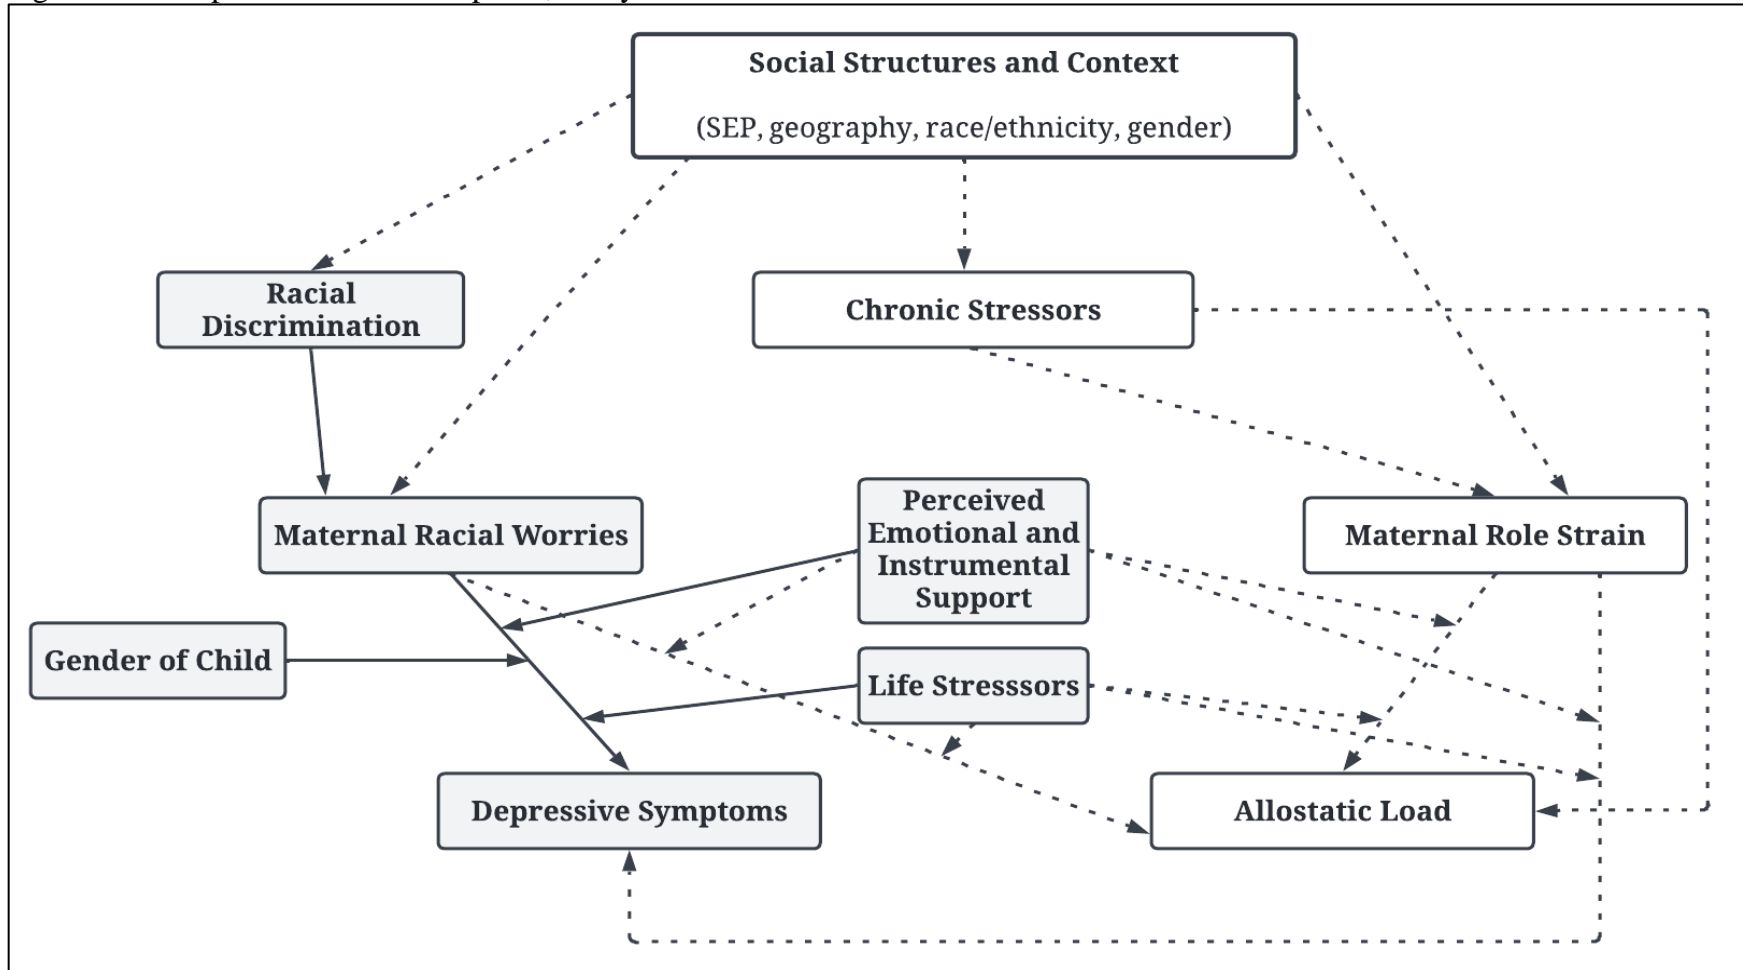 Social Structures and Context
(SEP, geography, race/ethnicity, gender)
Racial
Discrimination
Chronic Stressors
Maternal Racial Worries
Perceived
Emotional and
Instrumental
Support
Maternal Role Strain
Gender of Child
Life Stresssors
Depressive Symptoms
Allostatic Load